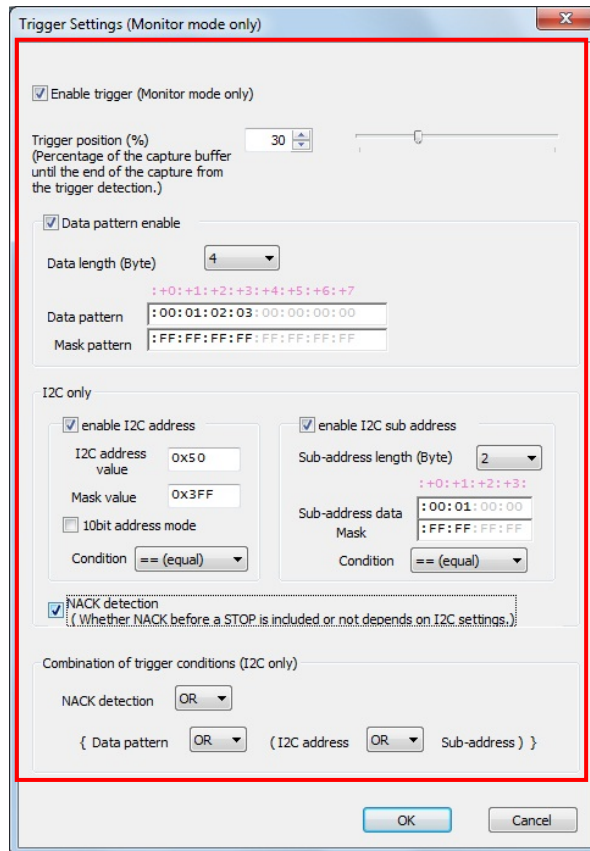 Trigger Settings (Monitor mode only)
Enable trigger (Monitor mode only)
Trigger position (%) 30
(Percentage of the capture buffer
until the end of the capture from
the trigger detection.)
Data pattern enable
Data length (Byte) 4
:+0:+1:+2:+3:+4:+5:+6:+7
Data pattern :00:01:02:03:00:00:00:00
Mask pattern :FF:FF:FF:FF:FF:FF:FF:FF
I2C only
enable I2C address
I2C address
value
0x50
Mask value 0x3FF
10bit address mode
Condition == (equal)
enable I2C sub address
Sub-address length (Byte) 2
:+0:+1:+2:+3:
Sub-address data :00:01:00:00
Mask :FF:FF:FF:FF
Condition == (equal)
NACK detection
( Whether NACK before a STOP is included or not depends on I2C settings.)
Combination of trigger conditions (I2C only)
NACK detection OR
{ Data pattern OR (I2C address OR Sub-address ) }
OK Cancel